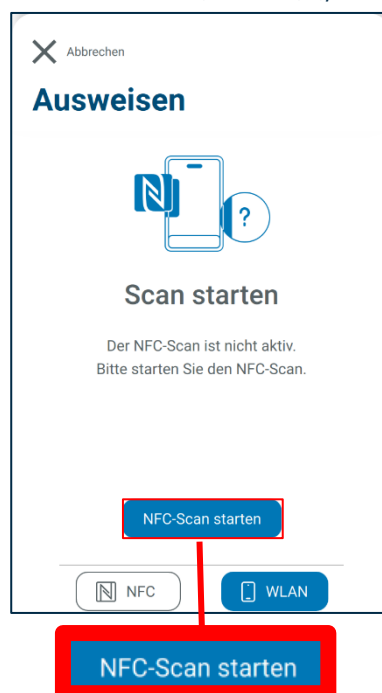 Abbrechen
Ausweisen
?
Scan starten
Der NFC-Scan ist nicht aktiv.
Bitte starten Sie den NFC-Scan.
NFC-Scan starten
NFC
WLAN
NFC-Scan starten